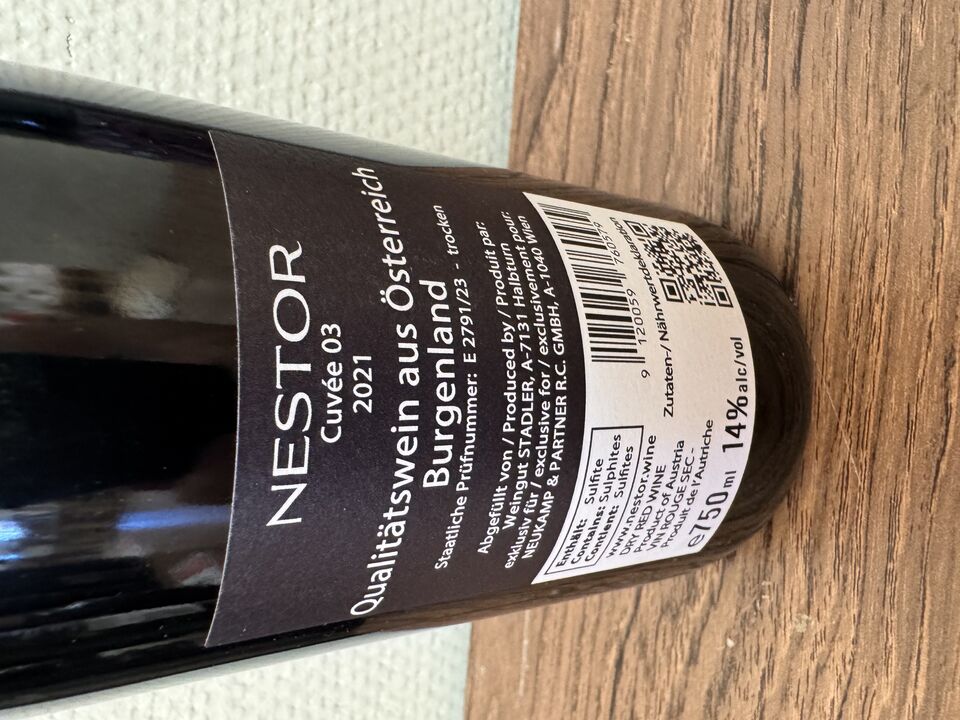 NESTOR
Cuvée 03
2021
Qualitätswein aus Österreich
Burgenland
Staatliche Prüfnummer: E 2791/23 - trocken
Abgefüllt von / Produced by / Produit par:
Weingut STADLER, A-7131 Halbturn
exklusiv für / exclusive for / exclusivement pour:
NEUKAMP & PARTNER R.C. GMBH, A-1040 Wien
Enthält: Sulfite
Contains: Sulphites
Contient: Sulfites
www.nestor.wine
DRY RED WINE
Product of Austria
VIN ROUGE SEC -
Produit de l'Autriche
℮750 ml 14%alc/vol
9 120059 760519
Zutaten-/ Nährwertdeklaration